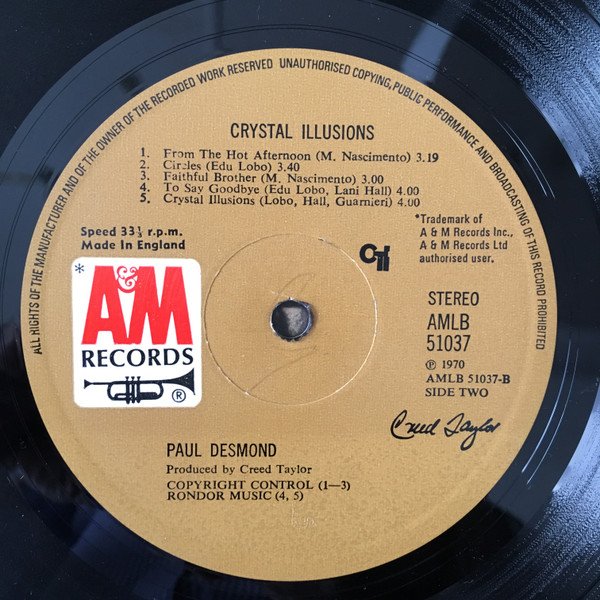 ALL RIGHTS OF THE MANUFACTURER AND OF THE OWNER OF THE RECORDED WORK RESERVED UNAUTHORISED COPYING, PUBLIC PERFORMANCE AND BROADCASTING OF THIS RECORD PROHIBITED
CRYSTAL ILLUSIONS
1. From The Hot Afternoon (M. Nascimento) 3.19
2. Circles (Edu Lobo) 3.40
3. Faithful Brother (M. Nascimento) 3.00
4. To Say Goodbye (Edu Lobo, Lani Hall) 4.00
5. Crystal Illusions (Lobo, Hall, Guarnieri) 4.00
Speed 33⅓ r.p.m.
Made In England
*Trademark of
A & M Records Inc.,
A & M Records Ltd
authorised user.
CTi
*
A&M
RECORDS
®
STEREO
AMLB
51037
℗ 1970
AMLB 51037-B
SIDE TWO
Creed Taylor
PAUL DESMOND
Produced by Creed Taylor
COPYRIGHT CONTROL (1—3)
RONDOR MUSIC (4, 5)